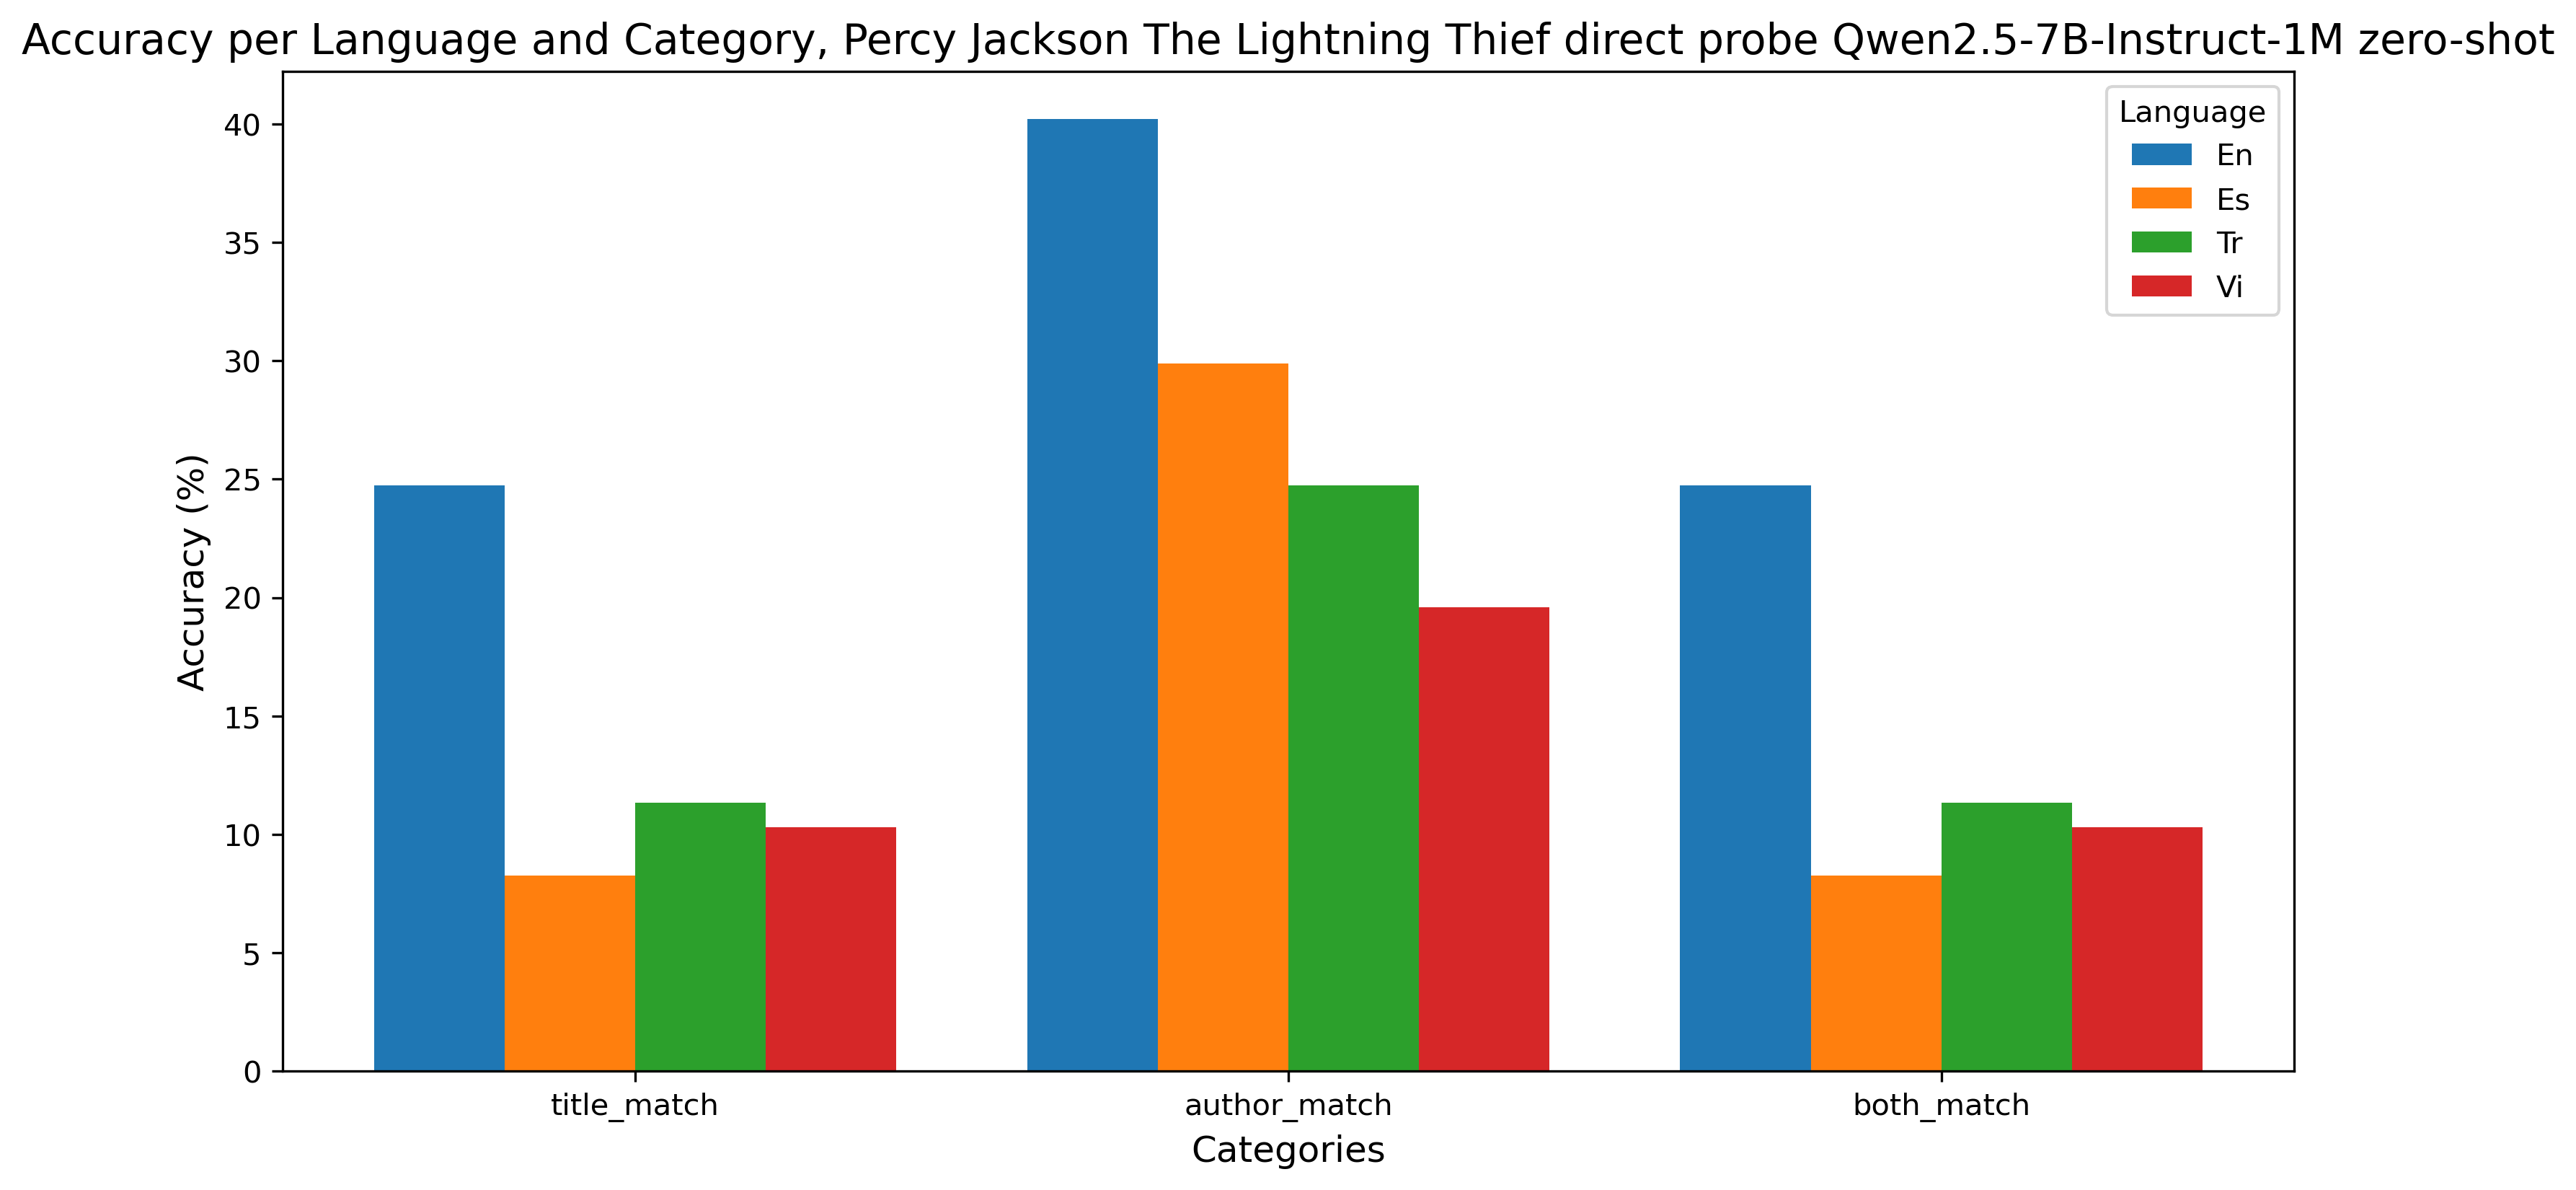 Accuracy per Language and Category, Percy Jackson The Lightning Thief direct probe Qwen2.5-7B-Instruct-1M zero-shot
Language
En
Es
Tr
Vi
Accuracy (%)
40
35
30
25
20
15
10
5
0
title_match
author_match
both_match
Categories